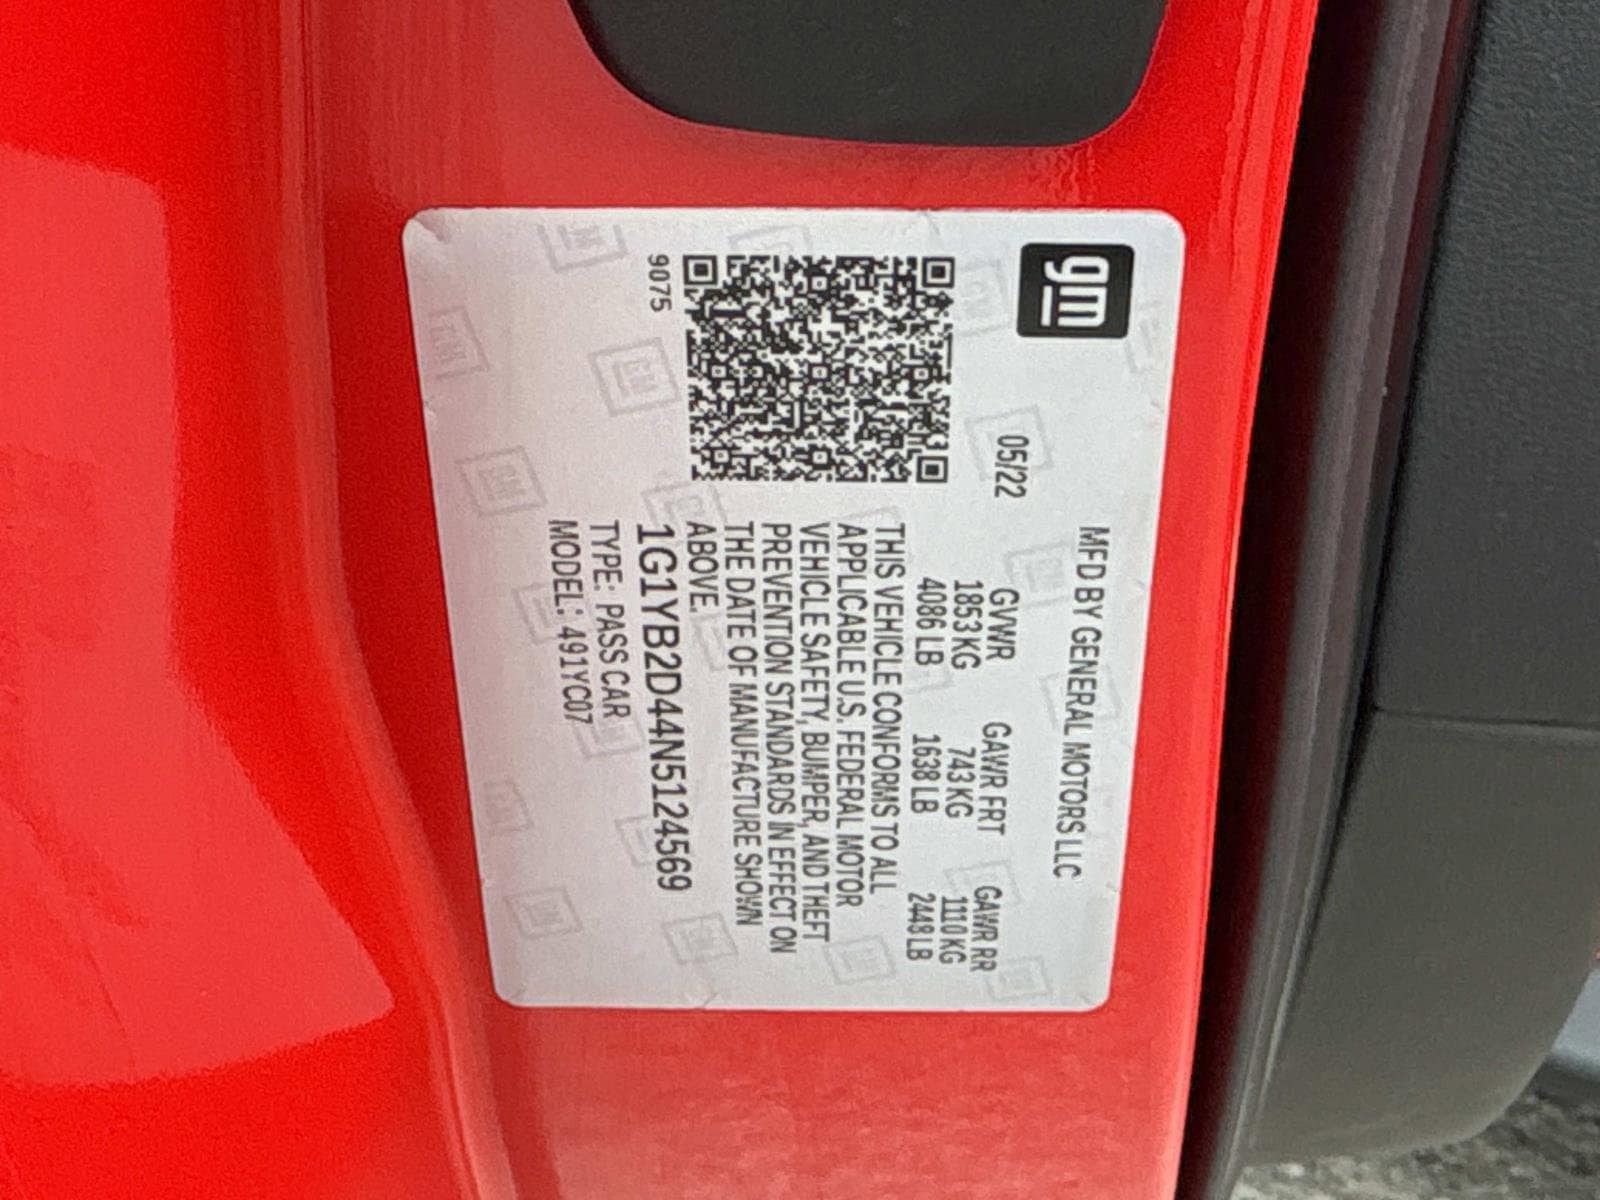 gm
MFD BY GENERAL MOTORS LLC
05/22
GVWR GAWR FRT GAWR RR
1853 KG 743 KG 1110 KG
4086 LB 1638 LB 2448 LB
THIS VEHICLE CONFORMS TO ALL
APPLICABLE U.S. FEDERAL MOTOR
VEHICLE SAFETY, BUMPER, AND THEFT
PREVENTION STANDARDS IN EFFECT ON
THE DATE OF MANUFACTURE SHOWN
ABOVE.
1G1YB2D44N5124569
TYPE: PASS CAR
MODEL: 491YC07
9075